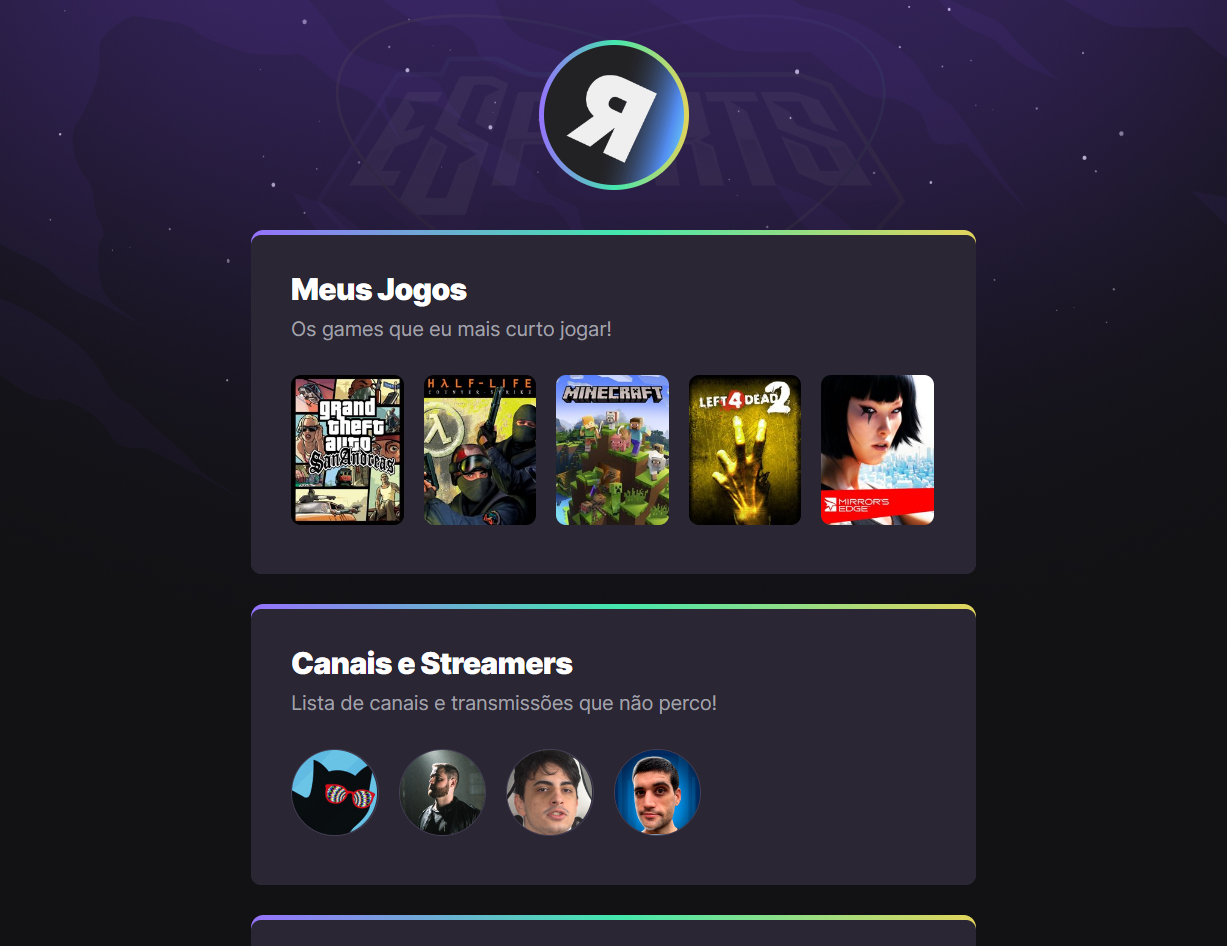 ESPORTS
Я
Meus Jogos
Os games que eu mais curto jogar!
grand
theft
auto
San Andreas
HλLF-LIFE
COUNTER STRIKE
MINECRAFT
LEFT 4 DEAD 2
MIRROR'S
EDGE
Canais e Streamers
Lista de canais e transmissões que não perco!